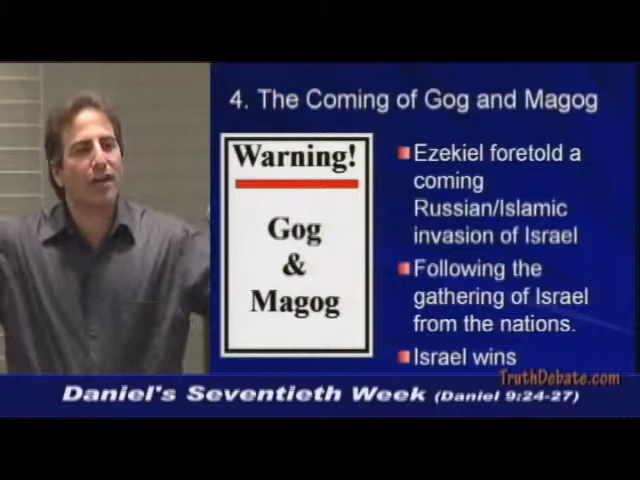 4. The Coming of Gog and Magog
Warning!
Gog
&
Magog
Ezekiel foretold a
coming
Russian/Islamic
invasion of Israel
Following the
gathering of Israel
from the nations.
Israel wins
TruthDebate.com
Daniel's Seventieth Week (Daniel 9:24-27)